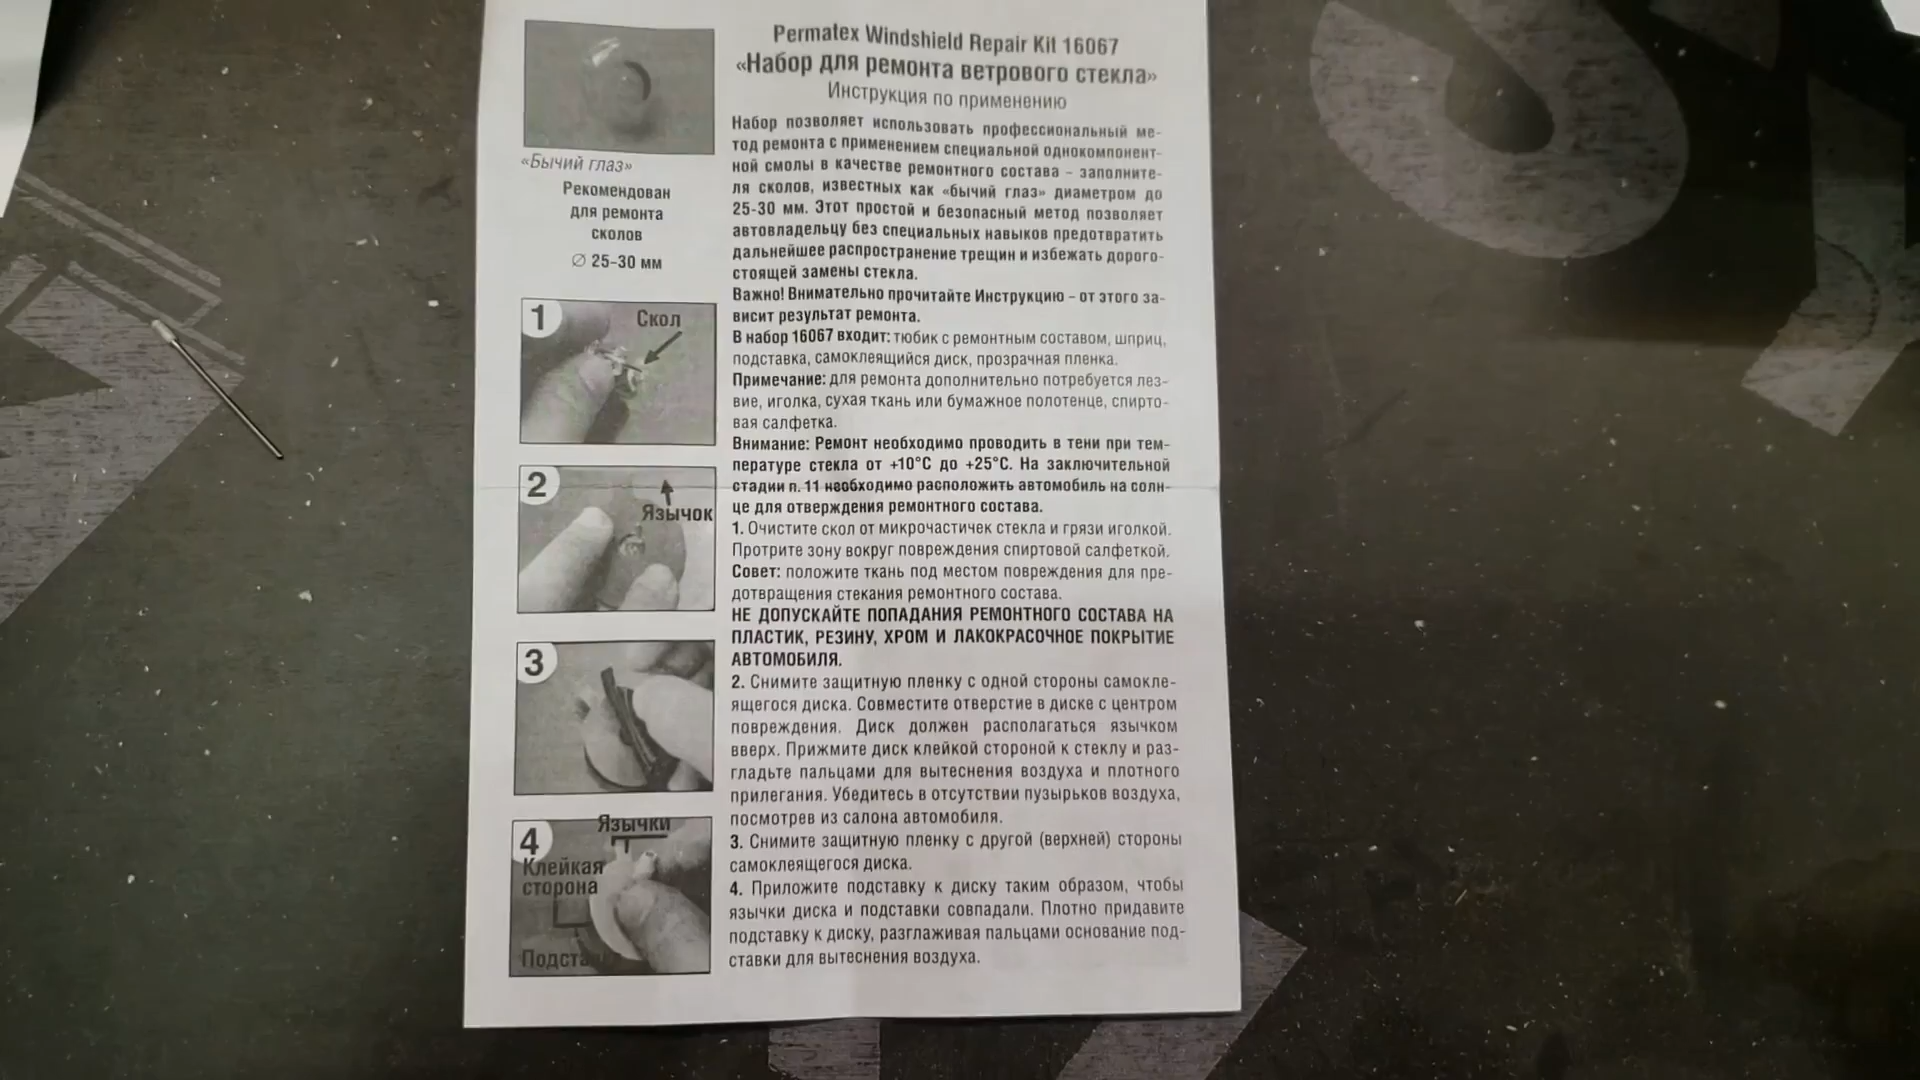 Permatex Windshield Repair Kit 16067
«Набор для ремонта ветрового стекла»
Инструкция по применению
«Бычий глаз»
Рекомендован
для ремонта
сколов
∅ 25-30 мм
1
Скол
2
Язычок
3
4
Язычки
Клейкая
сторона
Набор позволяет использовать профессиональный ме-
тод ремонта с применением специальной однокомпонент-
ной смолы в качестве ремонтного состава – заполните-
ля сколов, известных как «бычий глаз» диаметром до
25-30 мм. Этот простой и безопасный метод позволяет
автовладельцу без специальных навыков предотвратить
дальнейшее распространение трещин и избежать дорого-
стоящей замены стекла.
Важно! Внимательно прочитайте Инструкцию – от этого за-
висит результат ремонта.
В набор 16067 входит: тюбик с ремонтным составом, шприц,
подставка, самоклеящийся диск, прозрачная пленка.
Примечание: для ремонта дополнительно потребуется лез-
вие, иголка, сухая ткань или бумажное полотенце, спирто-
вая салфетка.
Внимание: Ремонт необходимо проводить в тени при тем-
пературе стекла от +10°С до +25°С. На заключительной
стадии п. 11 необходимо расположить автомобиль на солн-
це для отверждения ремонтного состава.
1. Очистите скол от микрочастичек стекла и грязи иголкой.
Протрите зону вокруг повреждения спиртовой салфеткой.
Совет: положите ткань под местом повреждения для пре-
дотвращения стекания ремонтного состава.
НЕ ДОПУСКАЙТЕ ПОПАДАНИЯ РЕМОНТНОГО СОСТАВА НА
ПЛАСТИК, РЕЗИНУ, ХРОМ И ЛАКОКРАСОЧНОЕ ПОКРЫТИЕ
АВТОМОБИЛЯ.
2. Снимите защитную пленку с одной стороны самокле-
ящегося диска. Совместите отверстие в диске с центром
повреждения. Диск должен располагаться язычком
вверх. Прижмите диск клейкой стороной к стеклу и раз-
гладьте пальцами для вытеснения воздуха и плотного
прилегания. Убедитесь в отсутствии пузырьков воздуха,
посмотрев из салона автомобиля.
3. Снимите защитную пленку с другой (верхней) стороны
самоклеящегося диска.
4. Приложите подставку к диску таким образом, чтобы
язычки диска и подставки совпадали. Плотно придавите
подставку к диску, разглаживая пальцами основание под-
ставки для вытеснения воздуха.